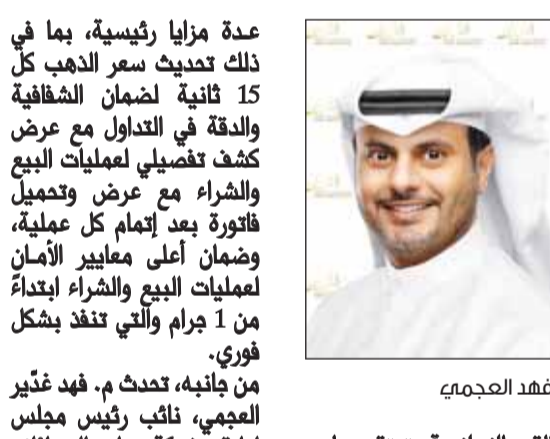 فهد العجمي
عدة مزايا رئيسية، بما في
ذلك تحديث سعر الذهب كل
15 ثانية لضمان الشفافية
والدقة في التداول مع عرض
كشف تفصيلي لعمليات البيع
والشراء مع عرض وتحميل
فاتورة بعد إتمام كل عملية،
وضمان أعلى معايير الأمان
لعمليات البيع والشراء ابتداءً
من 1 جرام والتي تنفذ بشكل
فوري.
من جانبه، تحدث م. فهد غدّير
العجمي، نائب رئيس مجلس